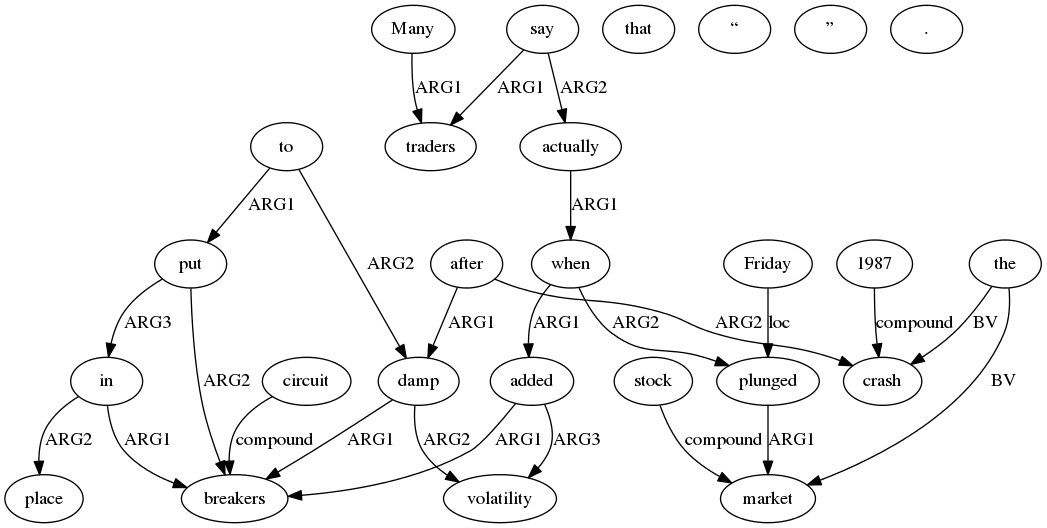 Many say that “ ” .
ARG1 ARG1 ARG2
to traders actually
ARG1 ARG2 ARG1
put after when Friday 1987 the
ARG3 ARG2 ARG1 ARG1 ARG2 ARG2 loc compound BV
in circuit damp added stock plunged crash BV
ARG2 ARG1 compound ARG1 ARG2 ARG1 ARG3 compound ARG1
place breakers volatility market